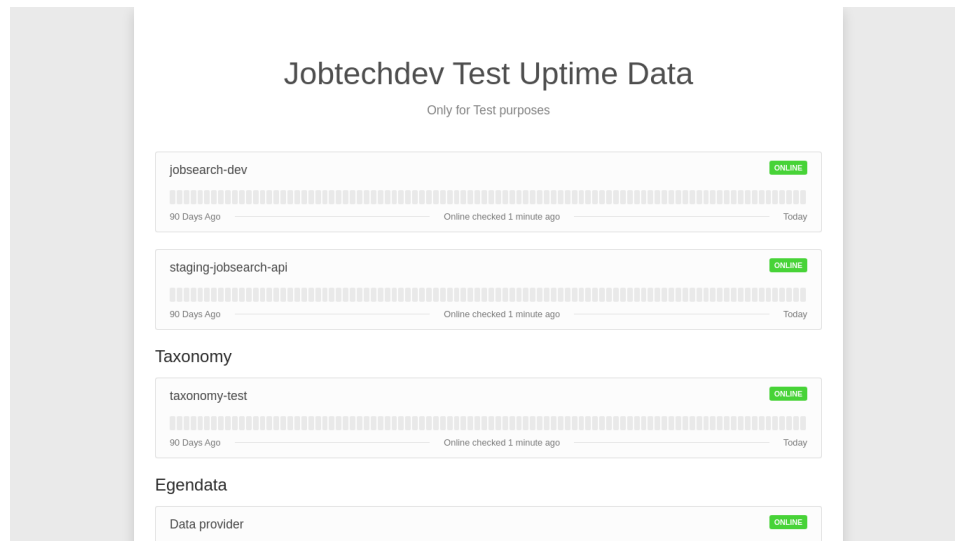 Jobtechdev Test Uptime Data
Only for Test purposes
jobsearch-dev ONLINE
90 Days Ago Online checked 1 minute ago Today
staging-jobsearch-api ONLINE
90 Days Ago Online checked 1 minute ago Today
Taxonomy
taxonomy-test ONLINE
90 Days Ago Online checked 1 minute ago Today
Egendata
Data provider ONLINE